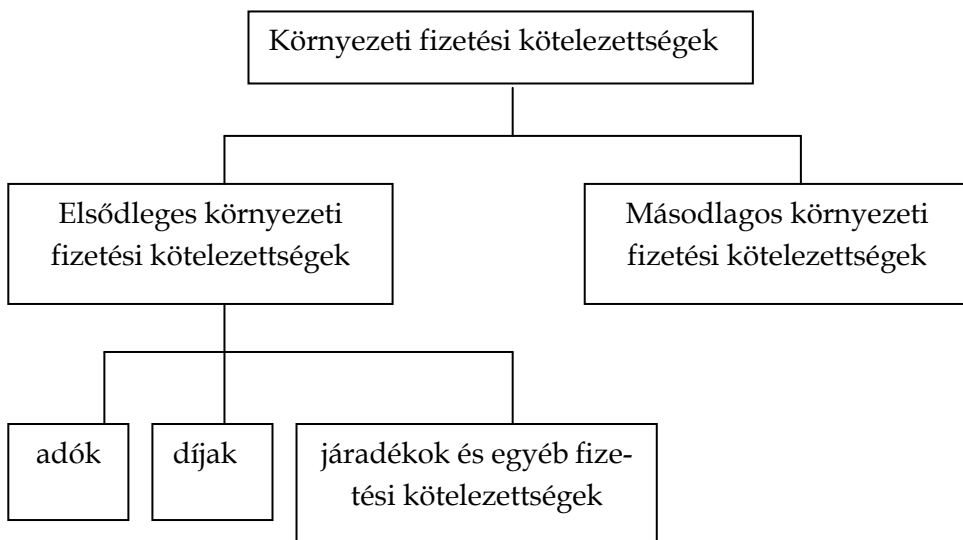 Környezeti fizetési kötelezettségek
Elsődleges környezeti
fizetési kötelezettségek
Másodlagos környezeti
fizetési kötelezettségek
adók
díjak
járadékok és egyéb fize-
tési kötelezettségek